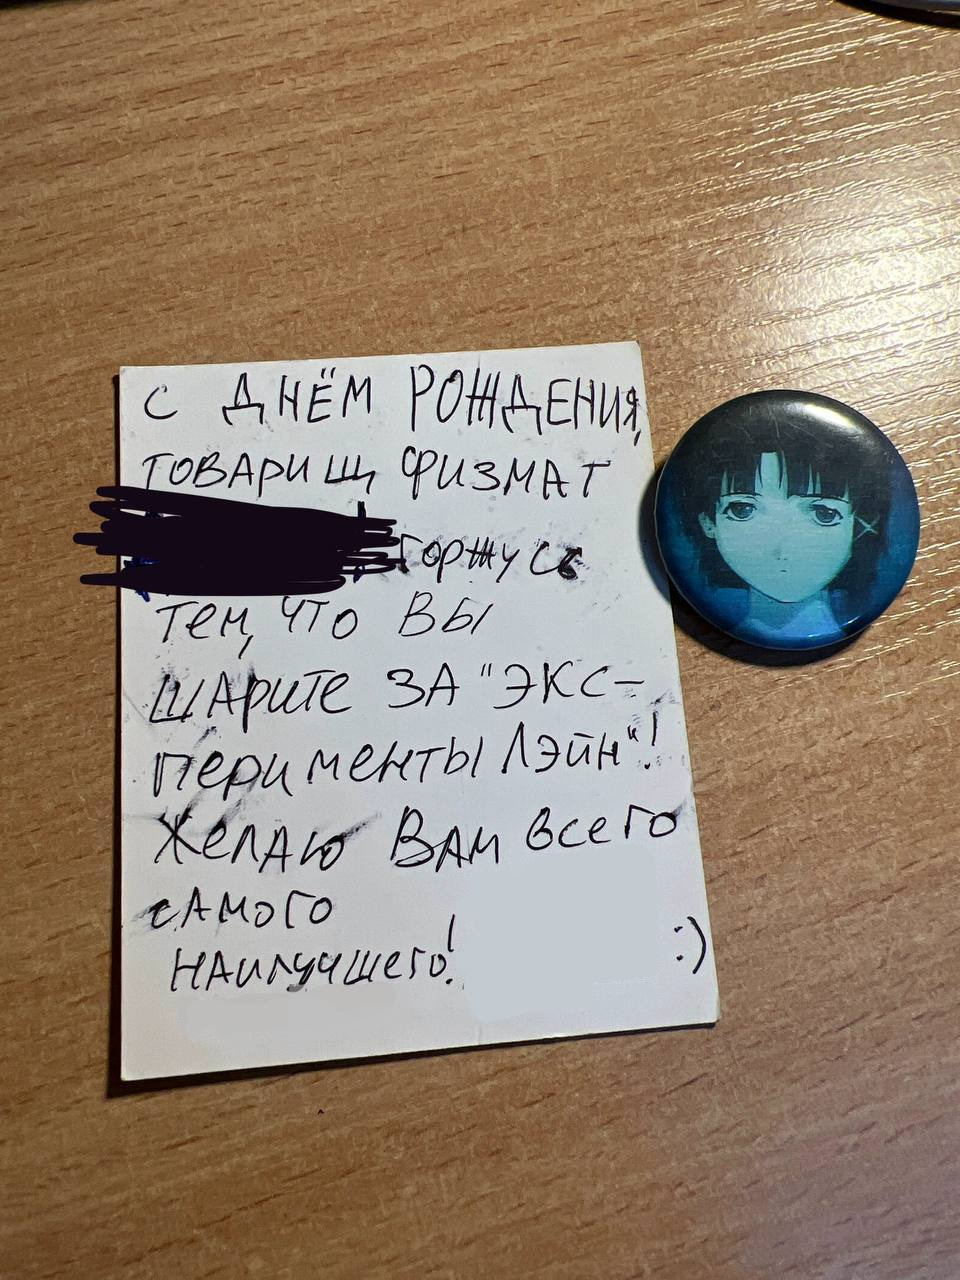 С ДНЁМ РОЖДЕНИЯ,
ТОВАРИЩ ФИЗМАТ
горжусь
тем, что ВЫ
ШАРИТЕ ЗА "ЭКС-
ПЕРИМЕНТЫ ЛЭЙН"!
Желаю Вам всего
самого
наилучшего! :)